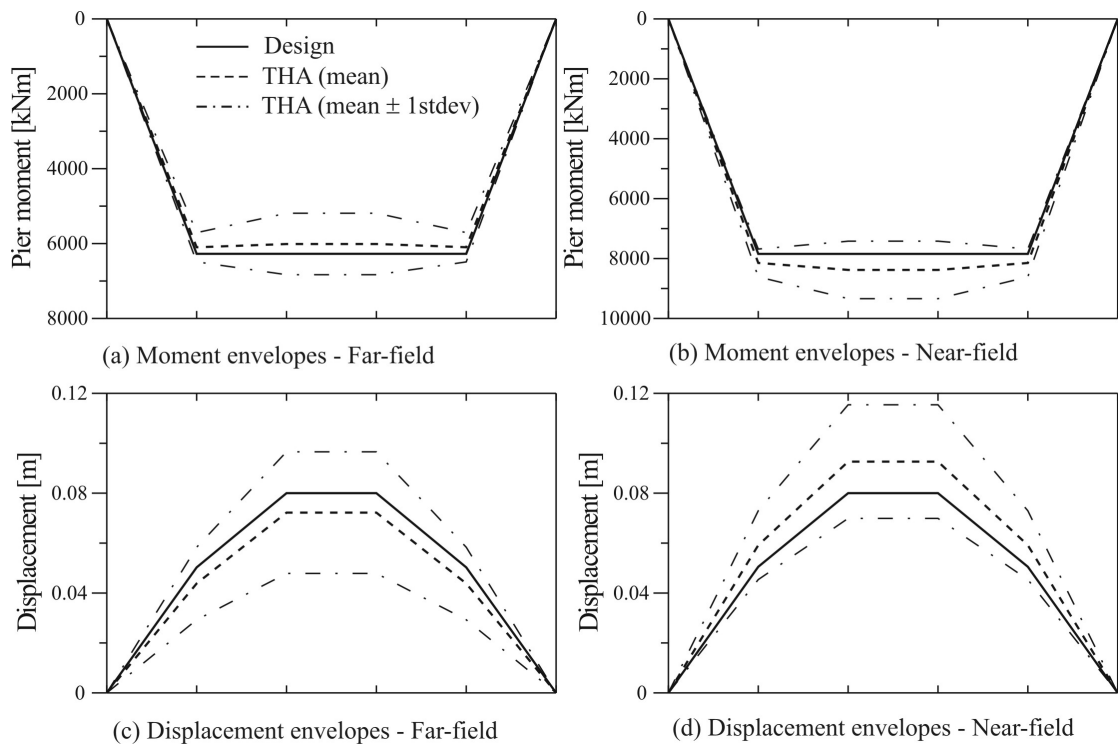 0
2000
4000
6000
8000
Pier moment [kNm]
Design
THA (mean)
THA (mean ± 1stdev)
(a) Moment envelopes - Far-field
0
2000
4000
6000
8000
10000
Pier moment [kNm]
(b) Moment envelopes - Near-field
0.12
0.08
0.04
0
Displacement [m]
(c) Displacement envelopes - Far-field
0.12
0.08
0.04
0
Displacement [m]
(d) Displacement envelopes - Near-field